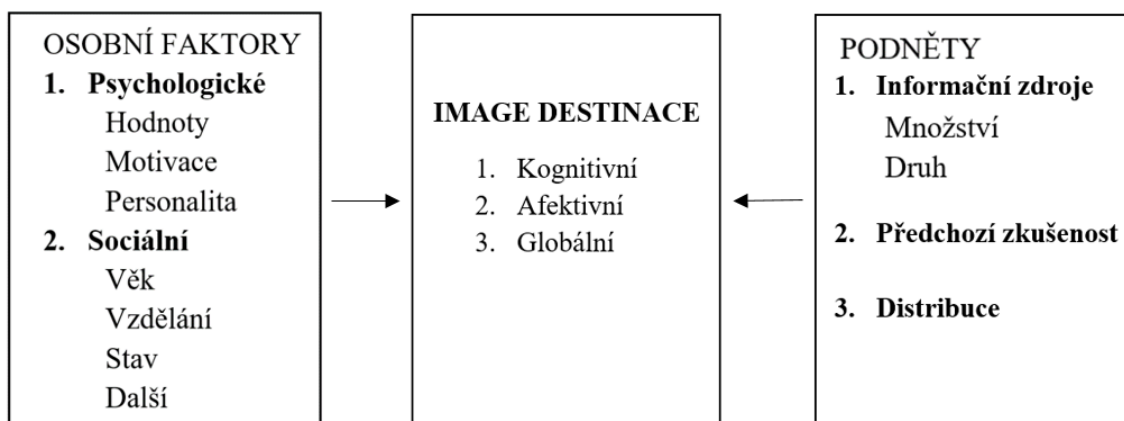 OSOBNÍ FAKTORY
1. Psychologické
Hodnoty
Motivace
Personalita
2. Sociální
Věk
Vzdělání
Stav
Další
IMAGE DESTINACE
1. Kognitivní
2. Afektivní
3. Globální
PODNĚTY
1. Informační zdroje
Množství
Druh
2. Předchozí zkušenost
3. Distribuce